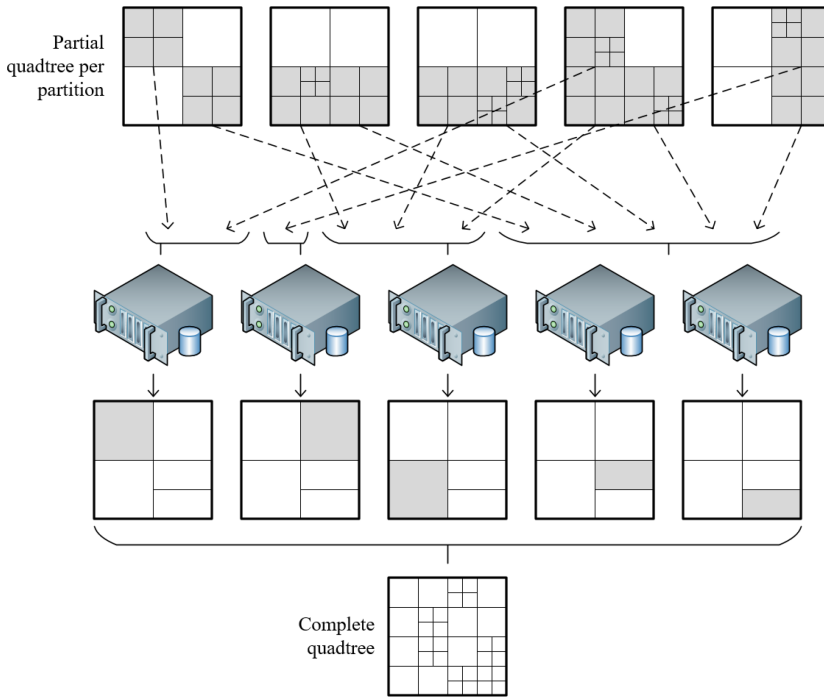 Partial
quadtree per
partition
Complete
quadtree